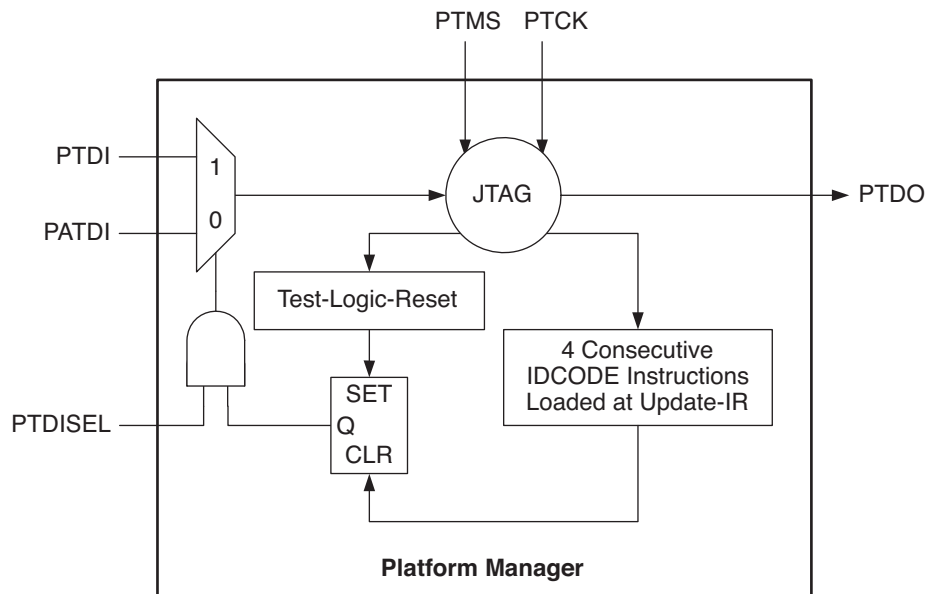 PTMS PTCK
PTDI
1
JTAG
PTDO
0
PATDI
Test-Logic-Reset
4 Consecutive
IDCODE Instructions
Loaded at Update-IR
SET
PTDISEL
Q
CLR
Platform Manager